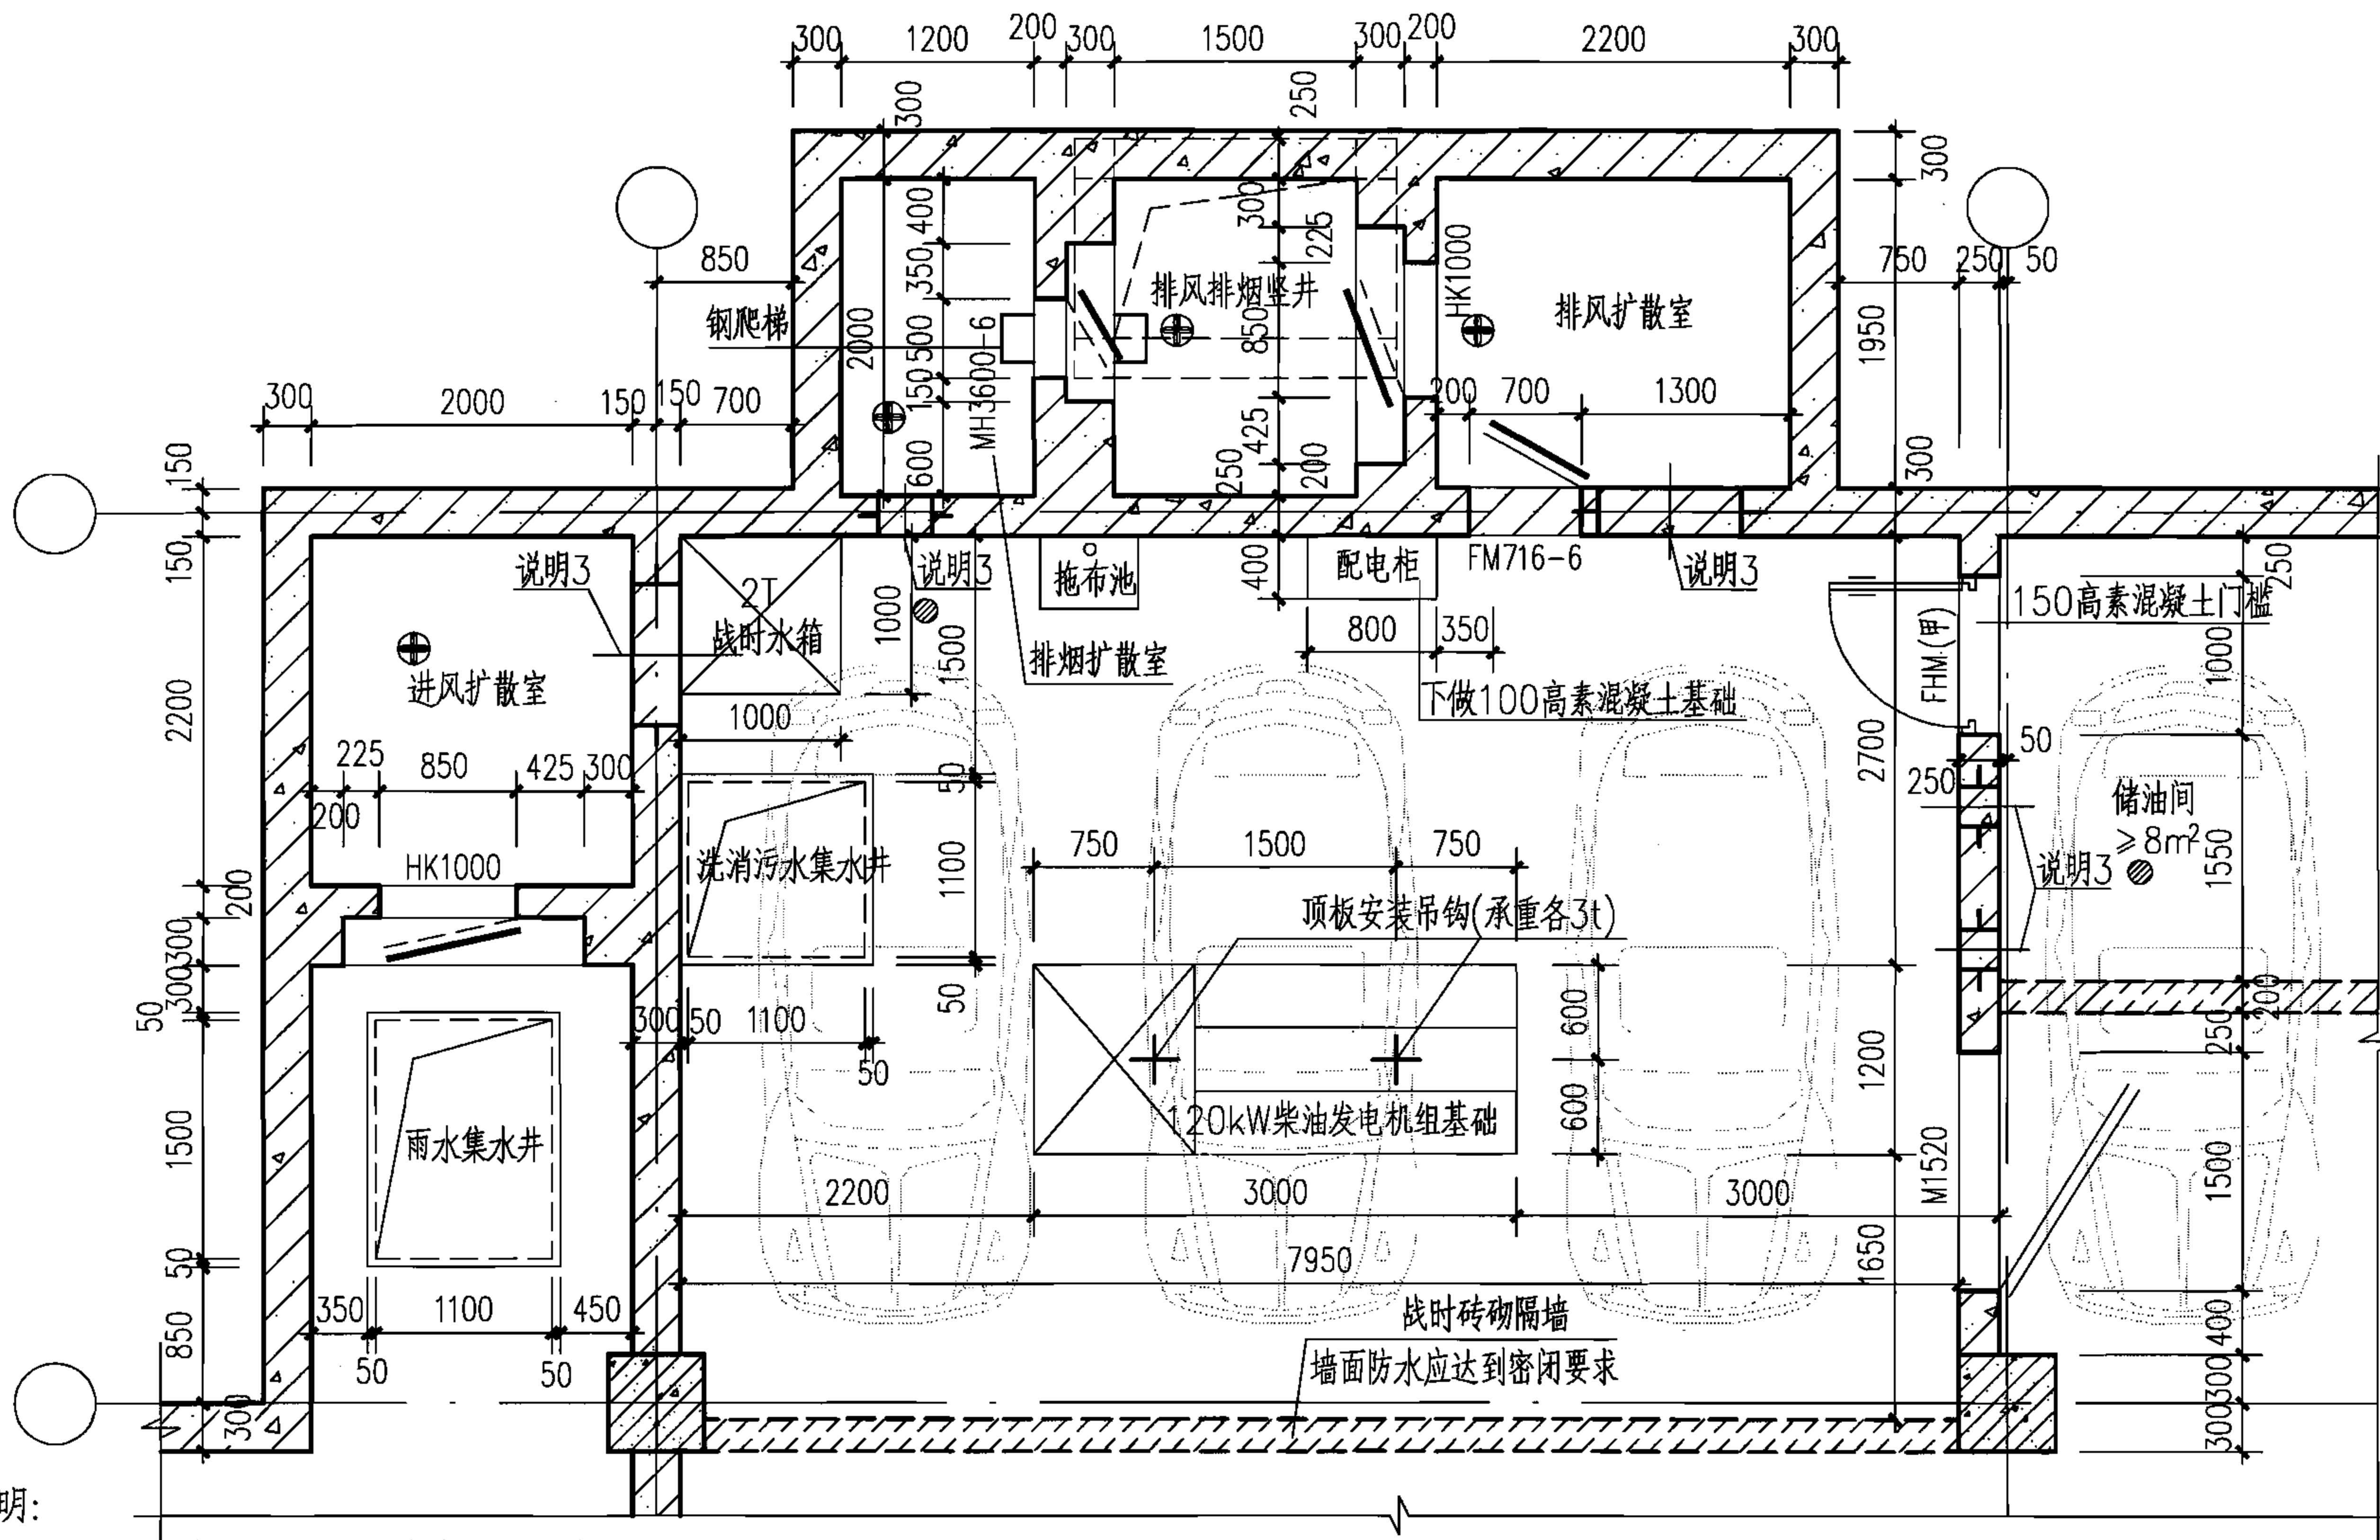 300 1200 200 300 1500 300 200 2200 300
300
250
300
850
750 250 50
钢爬梯
2000
400
350
500
150
600
MH3600-6
排风排烟竖井
300
225
850
425
250
200
HK1000
排风扩散室
1950
300
200 700 1300
300 2000 150 150 700
150
150
2200
200
300
300
50
1500
50
850
300
说明3
2T
战时水箱
说明3
拖布池
400
配电柜
FM716-6
说明3
250
150高素混凝土门槛
1000
1500
排烟扩散室
800 350
下做100高素混凝土基础
FHM(甲)
1000
进风扩散室
1000
2700
50
250
225 850 425 300
200
50
HK1000
洗消污水集水井
1100
50
750 1500 750
顶板安装吊钩(承重各3t)
储油间
≥8m²
说明3
1550
200
250
300 50 1100
50
雨水集水井
600
600
1200
120kW柴油发电机组基础
M1520
1500
2200 3000 3000
7950
1650
350 1100 450
50 50
战时砖砌隔墙
墙面防水应达到密闭要求
400
300
300
明: